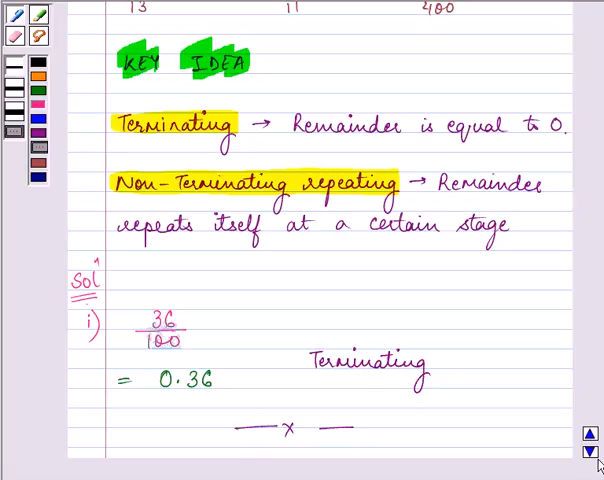 13 11 400
KEY IDEA
Terminating → Remainder is equal to 0.
Non-Terminating repeating → Remainder
repeats itself at a certain stage
Solⁿ
i) 36
100
Terminating
= 0.36
— x —